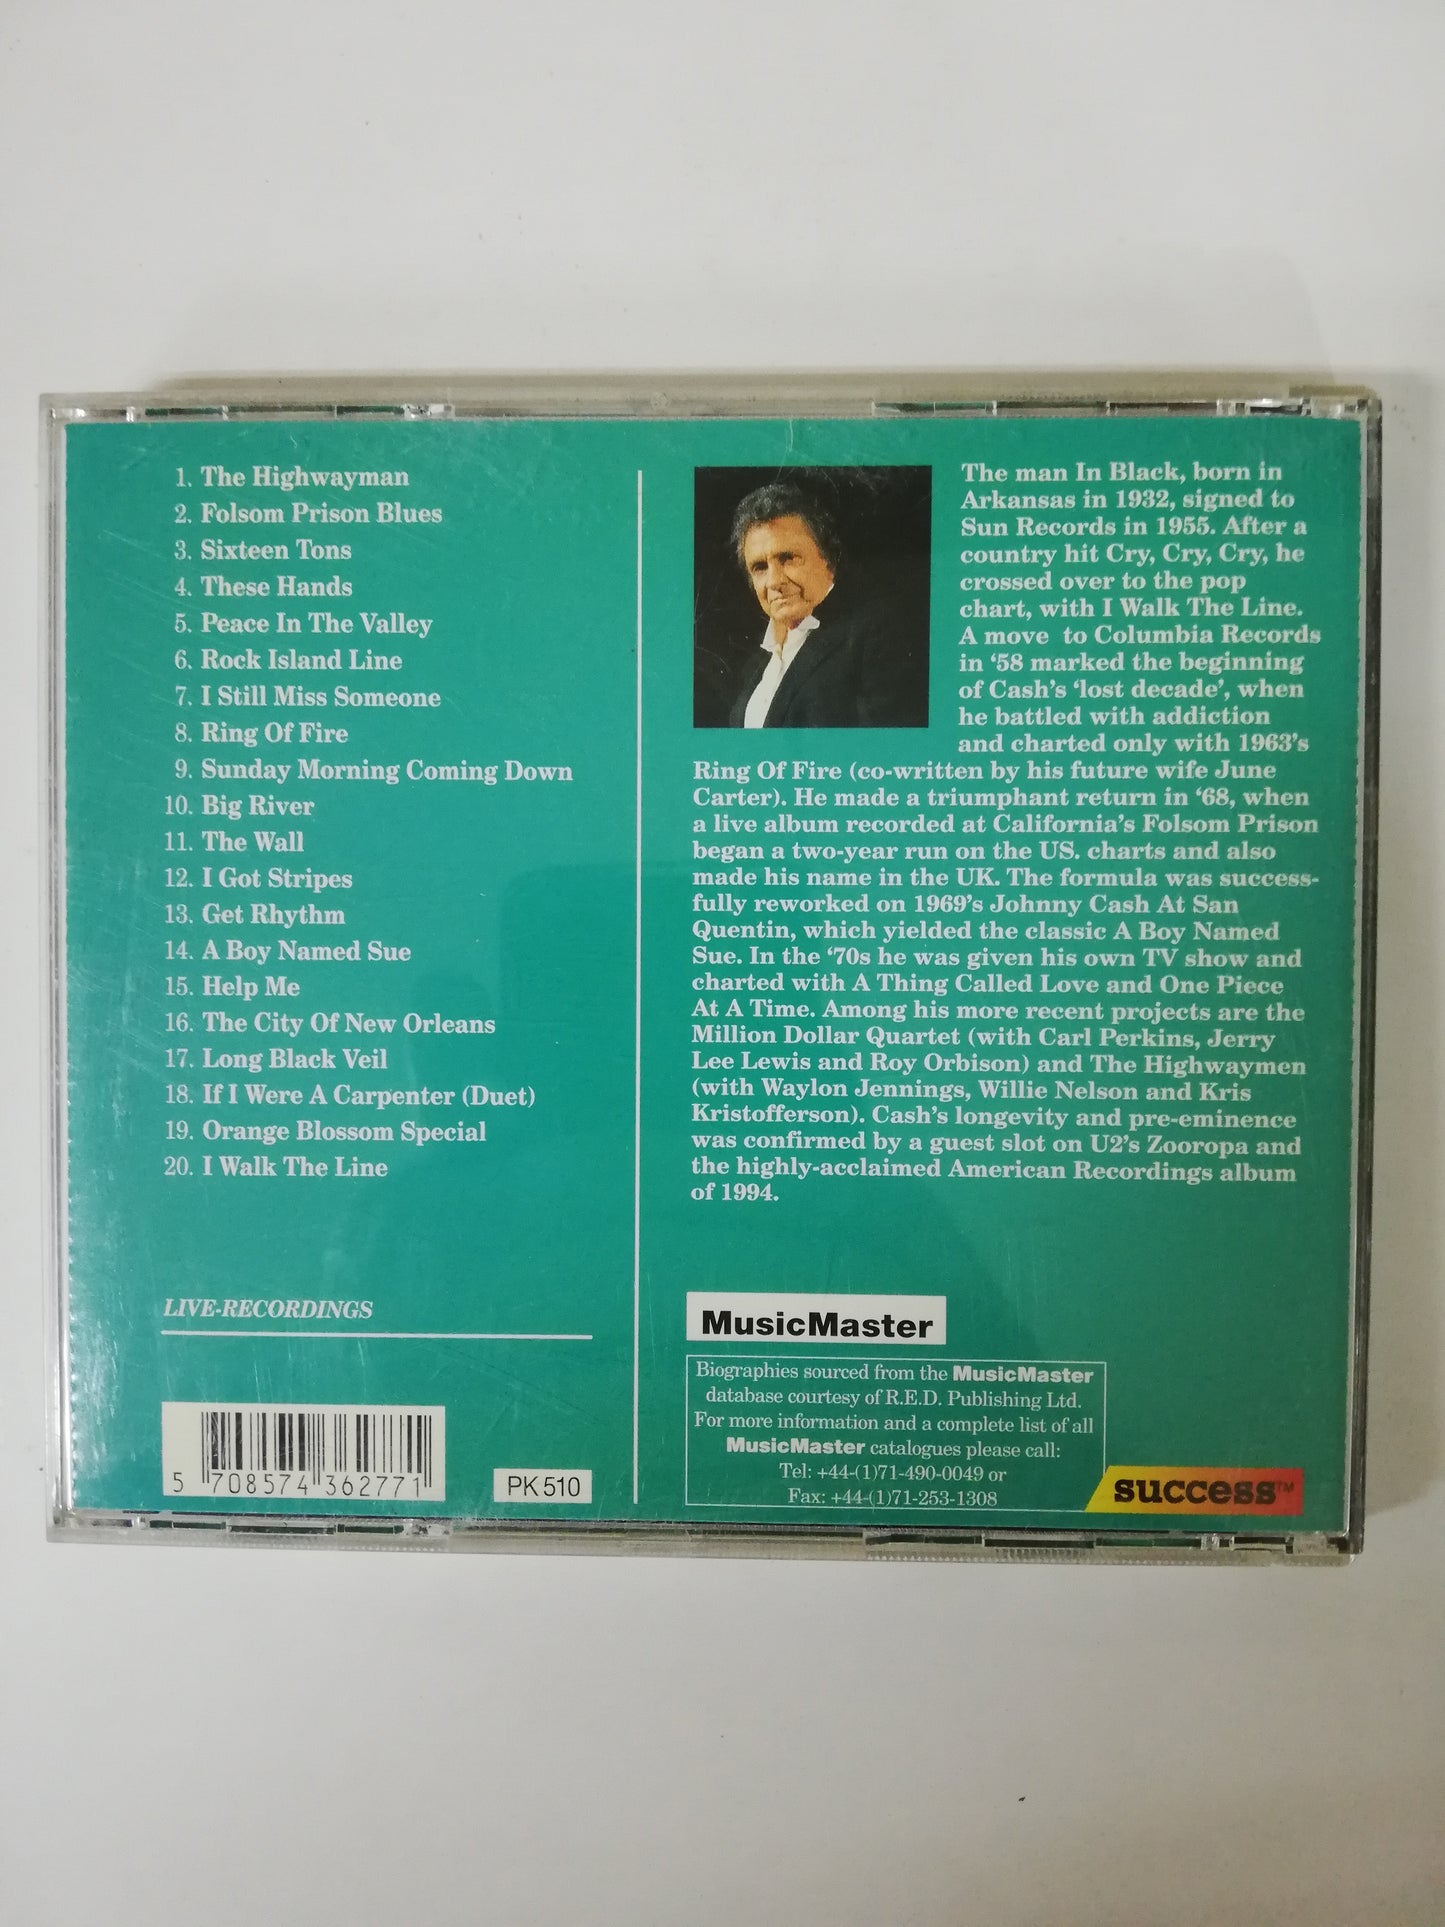 1. The Highwayman
2. Folsom Prison Blues
3. Sixteen Tons
4. These Hands
5. Peace In The Valley
6. Rock Island Line
7. I Still Miss Someone
8. Ring Of Fire
9. Sunday Morning Coming Down
10. Big River
11. The Wall
12. I Got Stripes
13. Get Rhythm
14. A Boy Named Sue
15. Help Me
16. The City Of New Orleans
17. Long Black Veil
18. If I Were A Carpenter (Duet)
19. Orange Blossom Special
20. I Walk The Line
LIVE-RECORDINGS
5 708574 362771
PK 510
The man In Black, born in
Arkansas in 1932, signed to
Sun Records in 1955. After a
country hit Cry, Cry, Cry, he
crossed over to the pop
chart, with I Walk The Line.
A move to Columbia Records
in ‘58 marked the beginning
of Cash’s ‘lost decade’, when
he battled with addiction
and charted only with 1963’s
Ring Of Fire (co-written by his future wife June
Carter). He made a triumphant return in ‘68, when
a live album recorded at California’s Folsom Prison
began a two-year run on the US. charts and also
made his name in the UK. The formula was success-
fully reworked on 1969’s Johnny Cash At San
Quentin, which yielded the classic A Boy Named
Sue. In the ‘70s he was given his own TV show and
charted with A Thing Called Love and One Piece
At A Time. Among his more recent projects are the
Million Dollar Quartet (with Carl Perkins, Jerry
Lee Lewis and Roy Orbison) and The Highwaymen
(with Waylon Jennings, Willie Nelson and Kris
Kristofferson). Cash’s longevity and pre-eminence
was confirmed by a guest slot on U2’s Zooropa and
the highly-acclaimed American Recordings album
of 1994.
MusicMaster
Biographies sourced from the MusicMaster
database courtesy of R.E.D. Publishing Ltd.
For more information and a complete list of all
MusicMaster catalogues please call:
Tel: +44-(1)71-490-0049 or
Fax: +44-(1)71-253-1308
success™